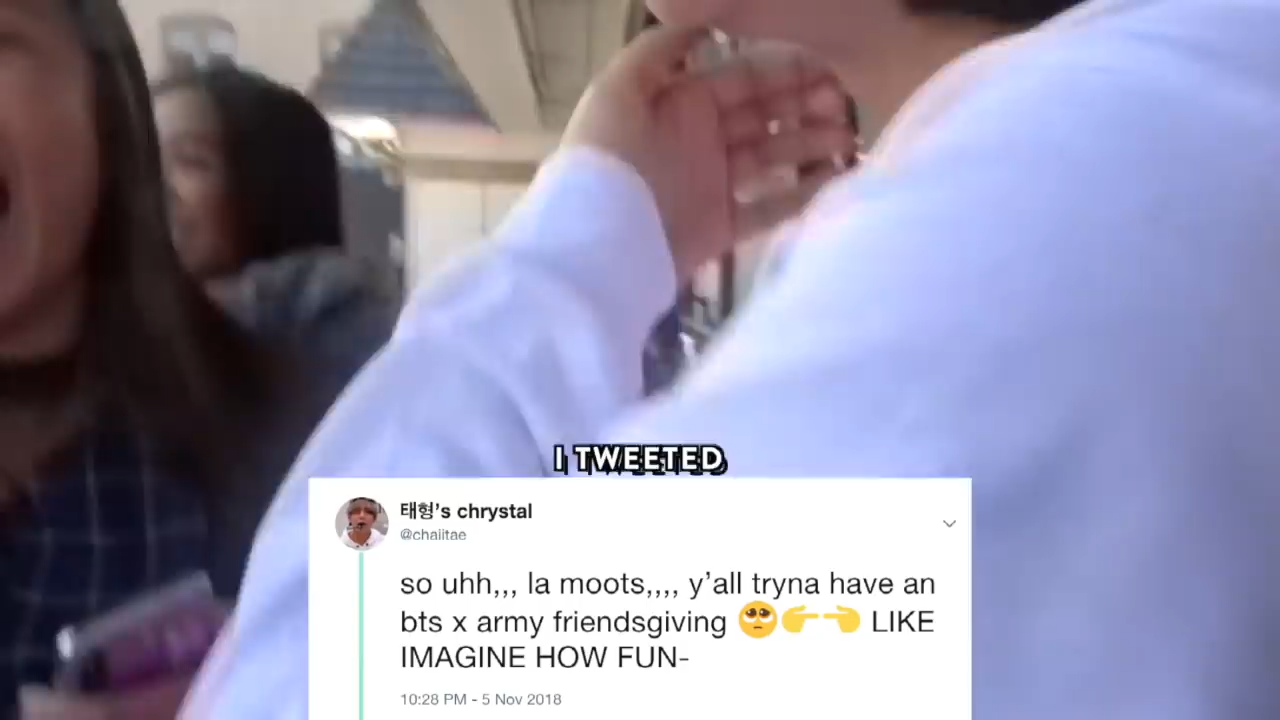 I TWEETED
태형’s chrystal
@chaiitae
so uhh,,, la moots,,,, y’all tryna have an
bts x army friendsgiving 🥺👉👈 LIKE
IMAGINE HOW FUN-
10:28 PM - 5 Nov 2018